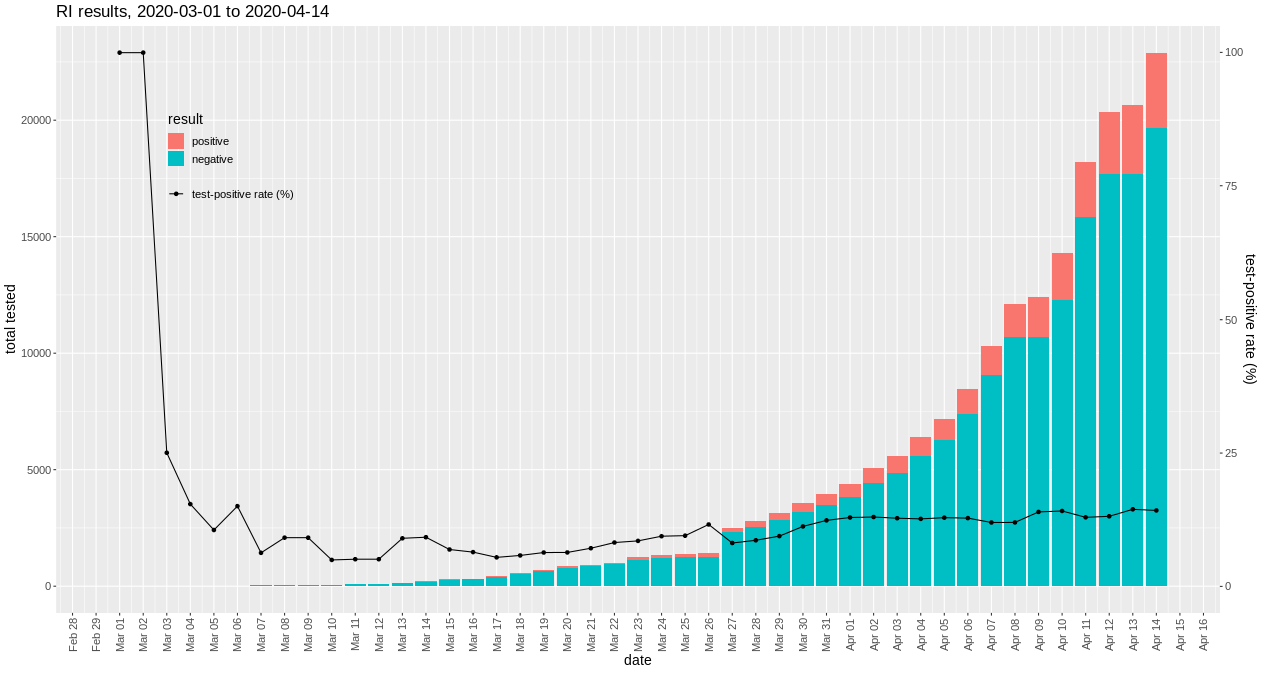 RI results, 2020-03-01 to 2020-04-14
result
positive
negative
test-positive rate (%)
total tested
20000
15000
10000
5000
0
100
75
50
25
0
test-positive rate (%)
Feb 28
Feb 29
Mar 01
Mar 02
Mar 03
Mar 04
Mar 05
Mar 06
Mar 07
Mar 08
Mar 09
Mar 10
Mar 11
Mar 12
Mar 13
Mar 14
Mar 15
Mar 16
Mar 17
Mar 18
Mar 19
Mar 20
Mar 21
Mar 22
Mar 23
Mar 24
Mar 25
Mar 26
Mar 27
Mar 28
Mar 29
Mar 30
Mar 31
Apr 01
Apr 02
Apr 03
Apr 04
Apr 05
Apr 06
Apr 07
Apr 08
Apr 09
Apr 10
Apr 11
Apr 12
Apr 13
Apr 14
Apr 15
Apr 16
date